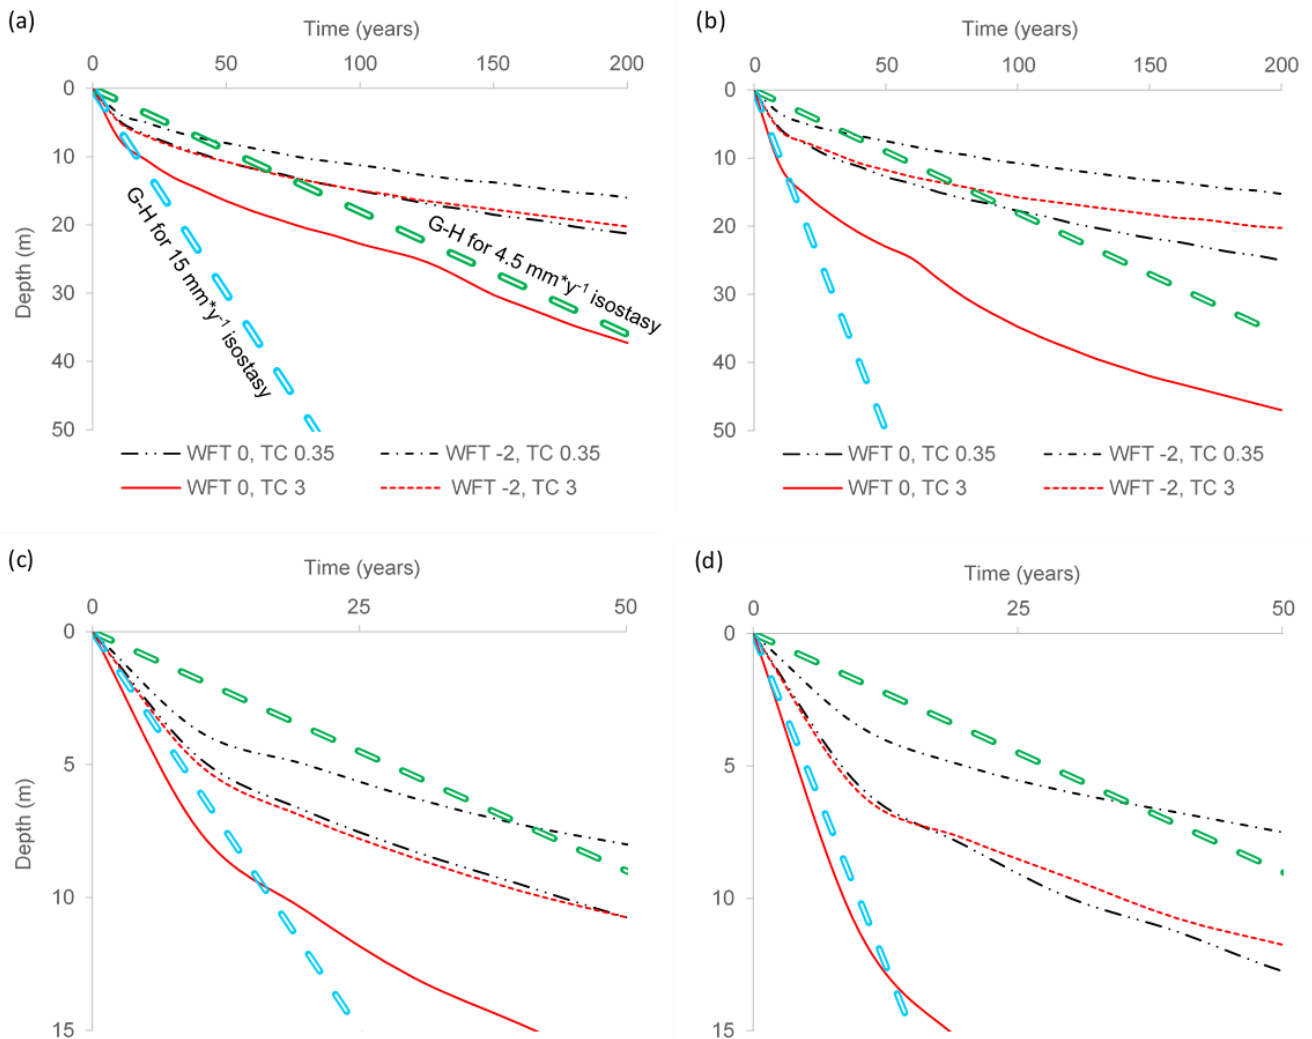 (a)
Time (years)
0 50 100 150 200
0
10
20
30
40
50
Depth (m)
G-H for 15 mm*y-1 isostasy
G-H for 4.5 mm*y-1 isostasy
WFT 0, TC 0.35
WFT -2, TC 0.35
WFT 0, TC 3
WFT -2, TC 3
(b)
Time (years)
0 50 100 150 200
0
10
20
30
40
50
WFT 0, TC 0.35
WFT -2, TC 0.35
WFT 0, TC 3
WFT -2, TC 3
(c)
Time (years)
0 25 50
0
5
10
15
Depth (m)
(d)
Time (years)
0 25 50
0
5
10
15